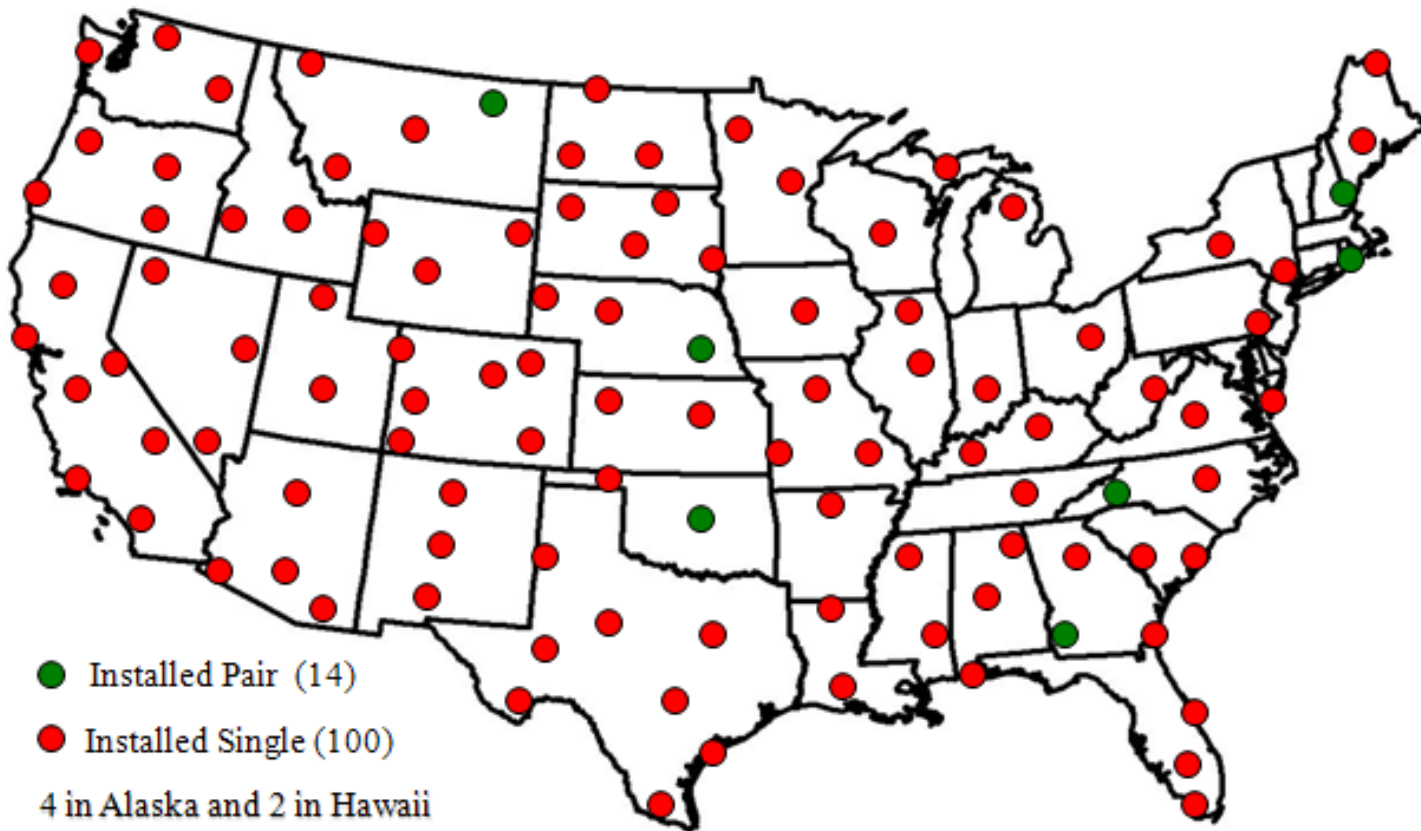 Installed Pair (14)
Installed Single (100)
4 in Alaska and 2 in Hawaii